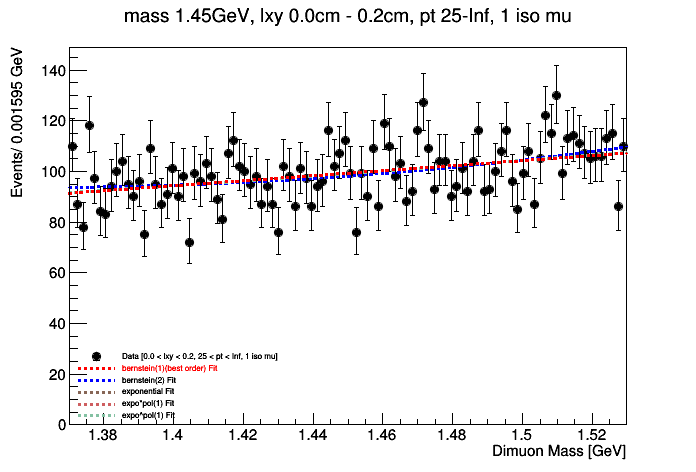 mass 1.45GeV, lxy 0.0cm - 0.2cm, pt 25-Inf, 1 iso mu
Events/ 0.001595 GeV
140
120
100
80
60
40
20
0
Data [0.0 < lxy < 0.2, 25 < pt < Inf, 1 iso mu]
bernstein(1)(best order) Fit
bernstein(2) Fit
exponential Fit
expo*pol(1) Fit
expo^pol(1) Fit
1.38 1.4 1.42 1.44 1.46 1.48 1.5 1.52
Dimuon Mass [GeV]